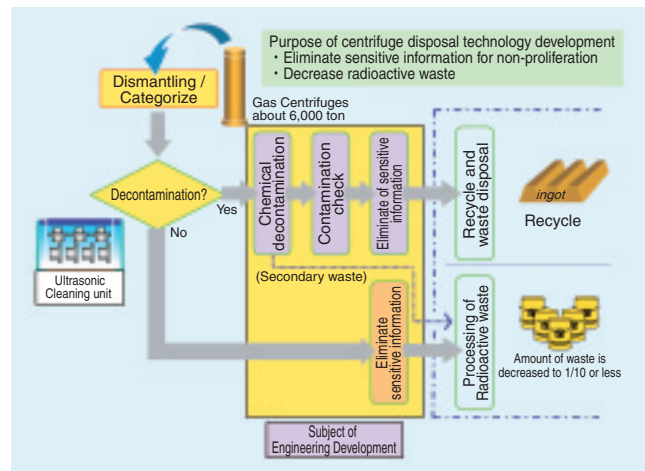 Purpose of centrifuge disposal technology development
・Eliminate sensitive information for non-proliferation
・Decrease radioactive waste
Dismantling /
Categorize
Gas Centrifuges
about 6,000 ton
Decontamination?
Yes
No
Chemical
decontamination
Contamination
check
Eliminate of sensitive
information
Recycle and
waste disposal
ingot
Recycle
Ultrasonic
Cleaning unit
(Secondary waste)
Eliminate
sensitive information
Processing of
Radioactive waste
Amount of waste is
decreased to 1/10 or less
Subject of
Engineering Development